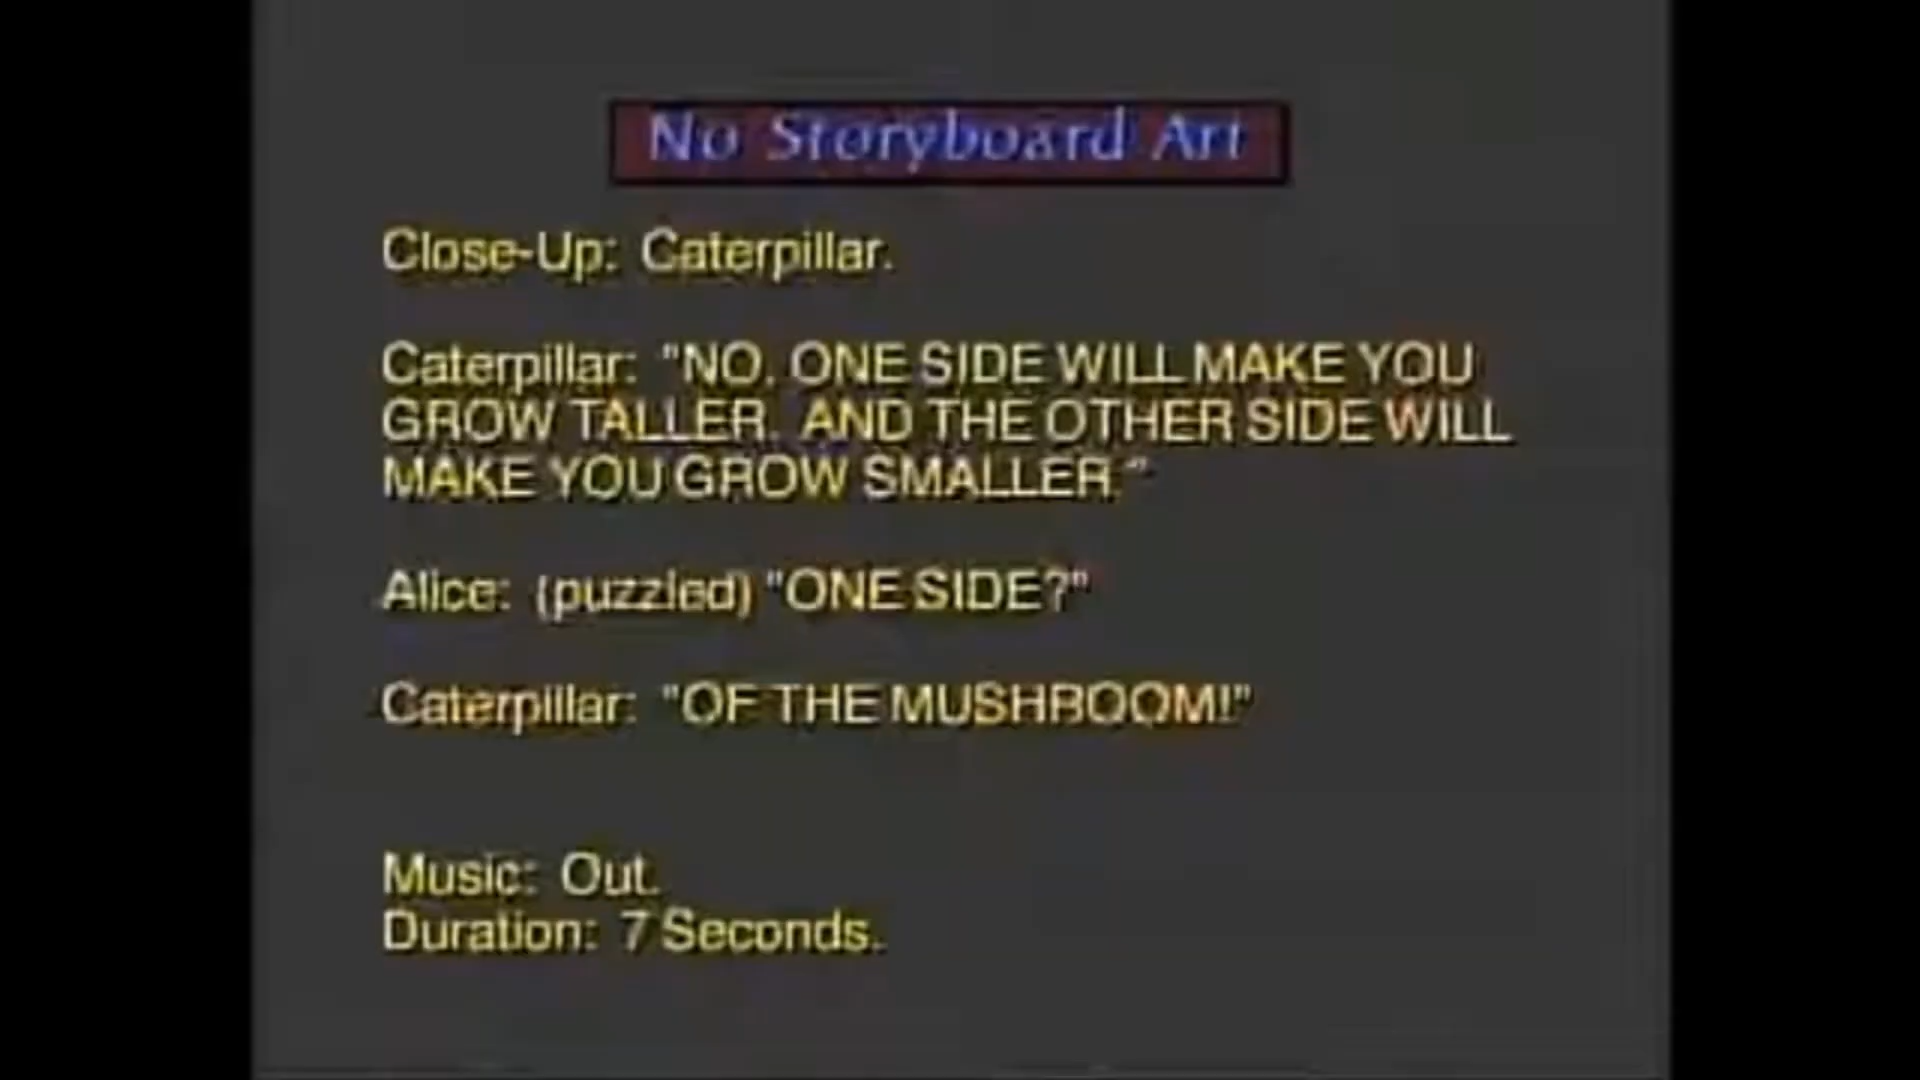 No Storyboard Art
Close-Up: Caterpillar.
Caterpillar: "NO. ONE SIDE WILL MAKE YOU
GROW TALLER. AND THE OTHER SIDE WILL
MAKE YOU GROW SMALLER."
Alice: (puzzled) "ONE SIDE?"
Caterpillar: "OF THE MUSHROOM!"
Music: Out.
Duration: 7 Seconds.